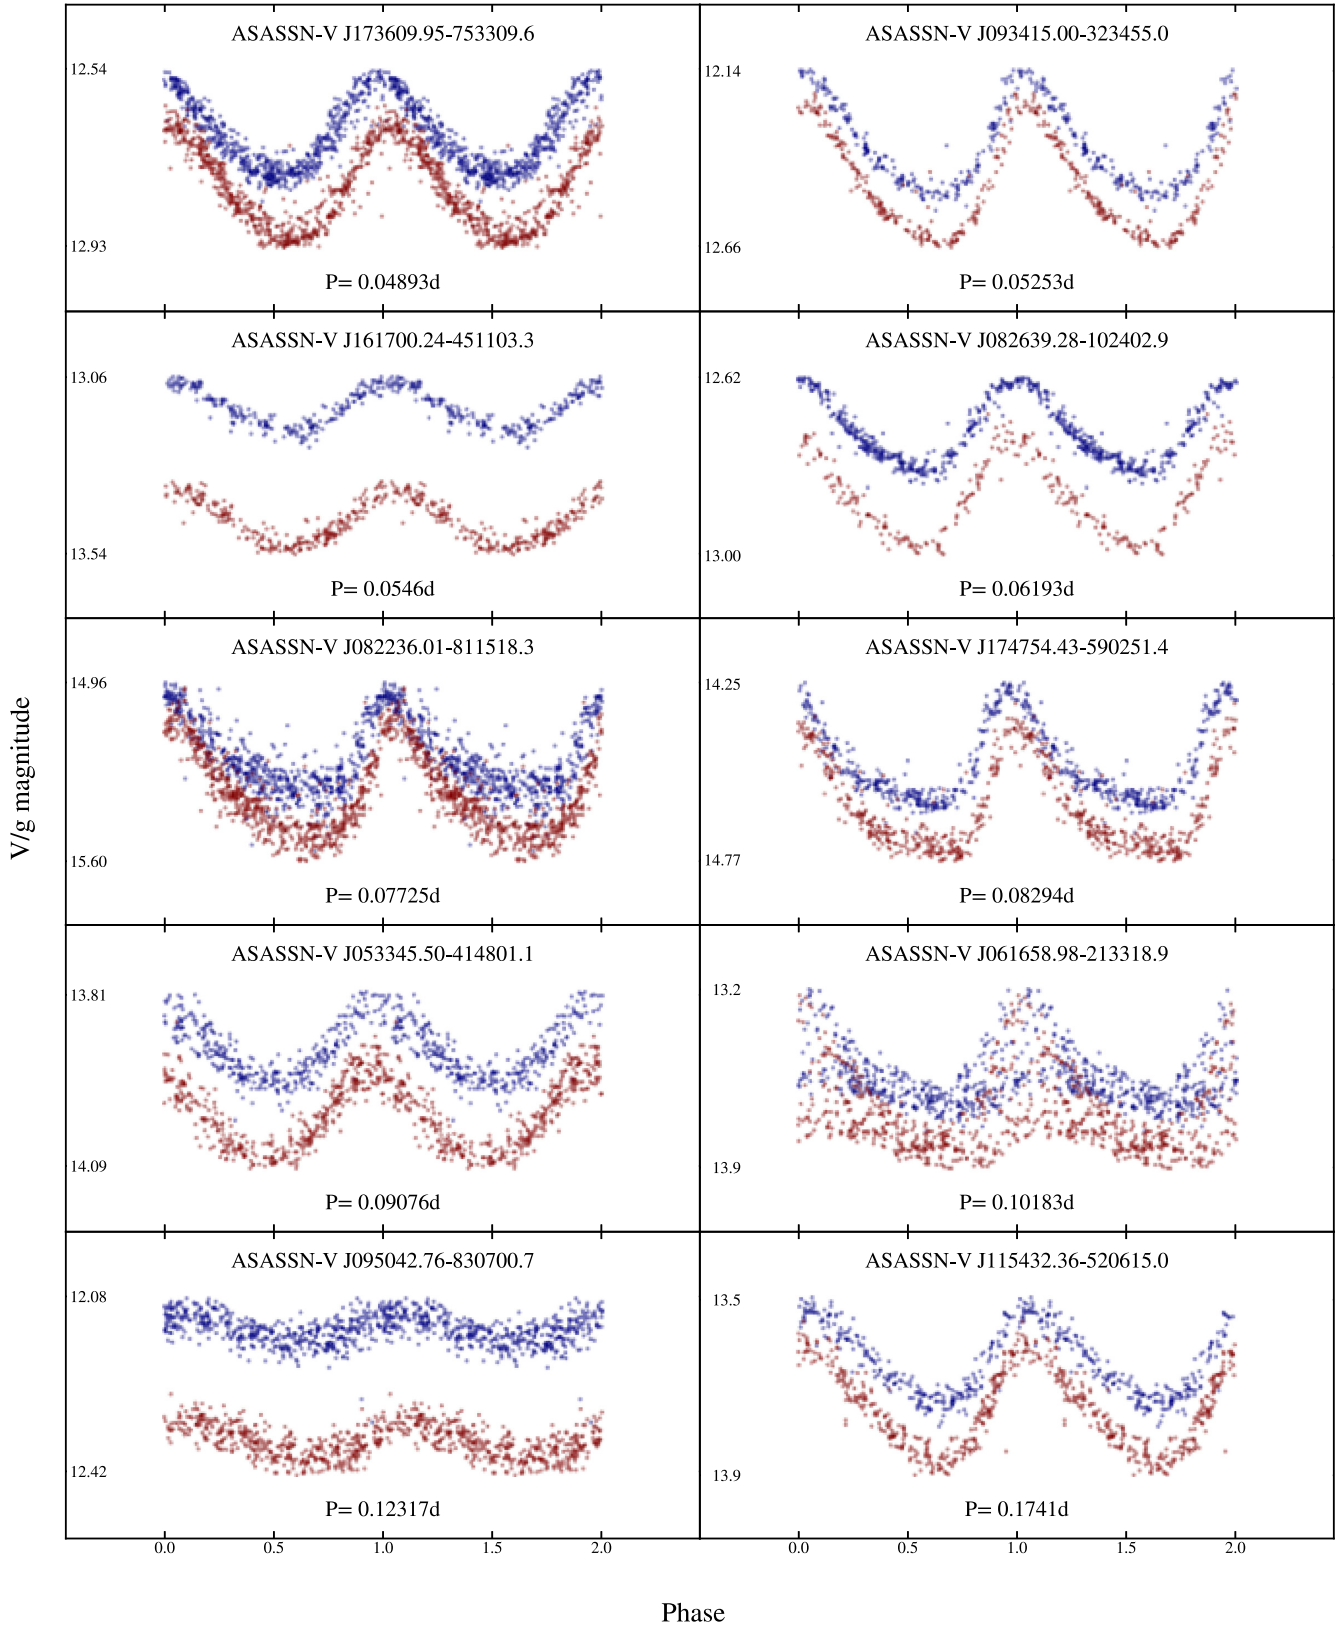 ASASSN-V J173609.95-753309.6
12.54
12.93
P= 0.04893d
ASASSN-V J093415.00-323455.0
12.14
12.66
P= 0.05253d
ASASSN-V J161700.24-451103.3
13.06
13.54
P= 0.0546d
ASASSN-V J082639.28-102402.9
12.62
13.00
P= 0.06193d
ASASSN-V J082236.01-811518.3
14.96
15.60
P= 0.07725d
ASASSN-V J174754.43-590251.4
14.25
14.77
P= 0.08294d
ASASSN-V J053345.50-414801.1
13.81
14.09
P= 0.09076d
ASASSN-V J061658.98-213318.9
13.2
13.9
P= 0.10183d
ASASSN-V J095042.76-830700.7
12.08
12.42
P= 0.12317d
ASASSN-V J115432.36-520615.0
13.5
13.9
P= 0.1741d
0.0 0.5 1.0 1.5 2.0
0.0 0.5 1.0 1.5 2.0
V/g magnitude
Phase